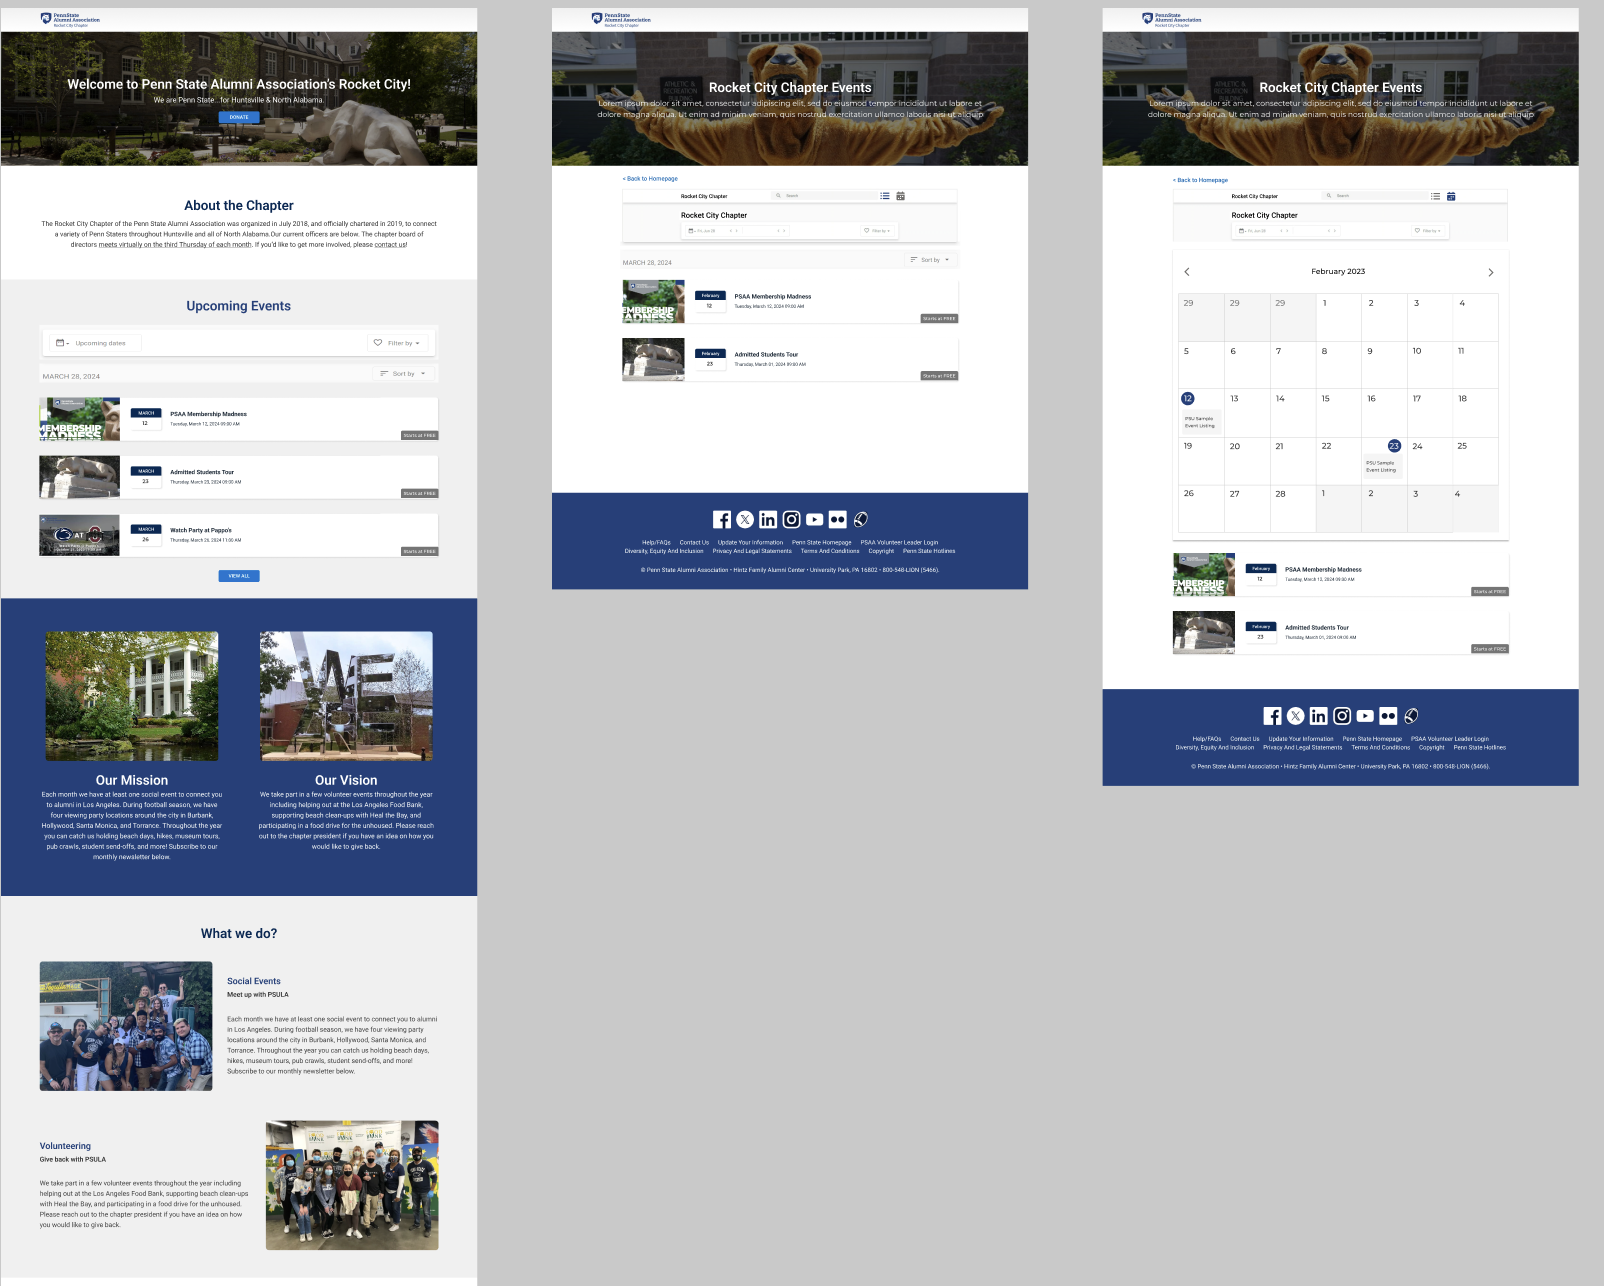 PennState
Alumni Association
Rocket City Chapter
Welcome to Penn State Alumni Association's Rocket City!
We are Penn State...for Huntsville & North Alabama.
DONATE
About the Chapter
The Rocket City Chapter of the Penn State Alumni Association was organized in July 2018, and officially chartered in 2019, to connect
a variety of Penn Staters throughout Huntsville and all of North Alabama.Our current officers are below. The chapter board of
directors meets virtually on the third Thursday of each month. If you'd like to get more involved, please contact us!
Upcoming Events
Upcoming dates
Filter by
MARCH 28, 2024
Sort by
MEMBERSHIP
MADNESS
MARCH
12
PSAA Membership Madness
Tuesday, March 12, 2024 09:00 AM
Starts at FREE
MARCH
23
Admitted Students Tour
Thursday, March 23, 2024 09:00 AM
Starts at FREE
AT
MARCH
26
Watch Party at Pappo's
Thursday, March 26, 2024 11:00 AM
Starts at FREE
VIEW ALL
Our Mission
Each month we have at least one social event to connect you
to alumni in Los Angeles. During football season, we have
four viewing party locations around the city in Burbank,
Hollywood, Santa Monica, and Torrance. Throughout the year
you can catch us holding beach days, hikes, museum tours,
pub crawls, student send-offs, and more! Subscribe to our
monthly newsletter below.
Our Vision
We take part in a few volunteer events throughout the year
including helping out at the Los Angeles Food Bank,
supporting beach clean-ups with Heal the Bay, and
participating in a food drive for the unhoused. Please reach
out to the chapter president if you have an idea on how you
would like to give back.
What we do?
Social Events
Meet up with PSULA
Each month we have at least one social event to connect you to alumni
in Los Angeles. During football season, we have four viewing party
locations around the city in Burbank, Hollywood, Santa Monica, and
Torrance. Throughout the year you can catch us holding beach days,
hikes, museum tours, pub crawls, student send-offs, and more!
Subscribe to our monthly newsletter below.
Volunteering
Give back with PSULA
We take part in a few volunteer events throughout the year including
helping out at the Los Angeles Food Bank, supporting beach clean-ups
with Heal the Bay, and participating in a food drive for the unhoused.
Please reach out to the chapter president if you have an idea on how
you would like to give back.
PennState
Alumni Association
Rocket City Chapter
ATHLETIC &
RECREATION
Rocket City Chapter Events
Lorem ipsum dolor sit amet, consectetur adipiscing elit, sed do eiusmod tempor incididunt ut labore et
dolore magna aliqua. Ut enim ad minim veniam, quis nostrud exercitation ullamco laboris nisi ut aliquip
< Back to Homepage
Rocket City Chapter
Search
Rocket City Chapter
Filter by
MARCH 28, 2024
Sort by
MEMBERSHIP
MADNESS
February
12
PSAA Membership Madness
Tuesday, March 12, 2024 09:00 AM
Starts at FREE
February
23
Admitted Students Tour
Thursday, March 01, 2024 09:00 AM
Starts at FREE
Help/FAQs Contact Us Update Your Information Penn State Homepage PSAA Volunteer Leader Login
Diversity, Equity And Inclusion Privacy And Legal Statements Terms And Conditions Copyright Penn State Hotlines
© Penn State Alumni Association • Hintz Family Alumni Center • University Park, PA 16802 • 800-548-LION (5466).
PennState
Alumni Association
Rocket City Chapter
ATHLETIC &
RECREATION
Rocket City Chapter Events
Lorem ipsum dolor sit amet, consectetur adipiscing elit, sed do eiusmod tempor incididunt ut labore et
dolore magna aliqua. Ut enim ad minim veniam, quis nostrud exercitation ullamco laboris nisi ut aliquip
< Back to Homepage
Rocket City Chapter
Search
Rocket City Chapter
Filter by
February 2023
29 29 29 1 2 3 4
5 6 7 8 9 10 11
12 13 14 15 16 17 18
PSU Sample
Event Listing
19 20 21 22 23 24 25
PSU Sample
Event Listing
26 27 28 1 2 3 4
MEMBERSHIP
MADNESS
February
12
PSAA Membership Madness
Tuesday, March 12, 2024 09:00 AM
Starts at FREE
February
23
Admitted Students Tour
Thursday, March 01, 2024 09:00 AM
Starts at FREE
Help/FAQs Contact Us Update Your Information Penn State Homepage PSAA Volunteer Leader Login
Diversity, Equity And Inclusion Privacy And Legal Statements Terms And Conditions Copyright Penn State Hotlines
© Penn State Alumni Association • Hintz Family Alumni Center • University Park, PA 16802 • 800-548-LION (5466).